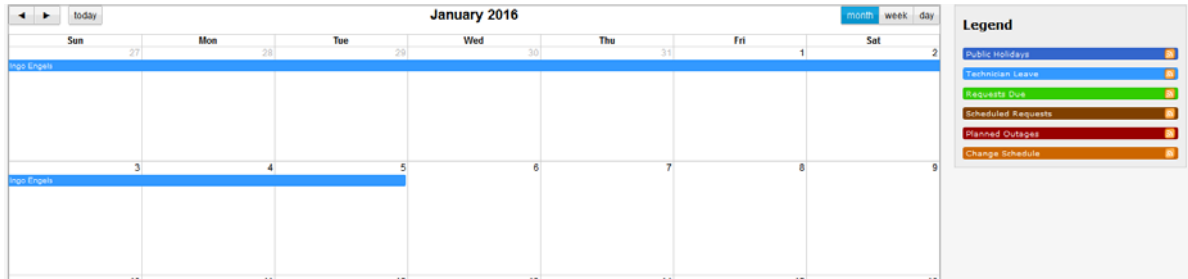 today January 2016 month week day
Sun Mon Tue Wed Thu Fri Sat
27 28 29 30 31 1 2
Ingo Engels
3 4 5 6 7 8 9
Ingo Engels
Legend
Public Holidays
Technician Leave
Requests Due
Scheduled Requests
Planned Outages
Change Schedule